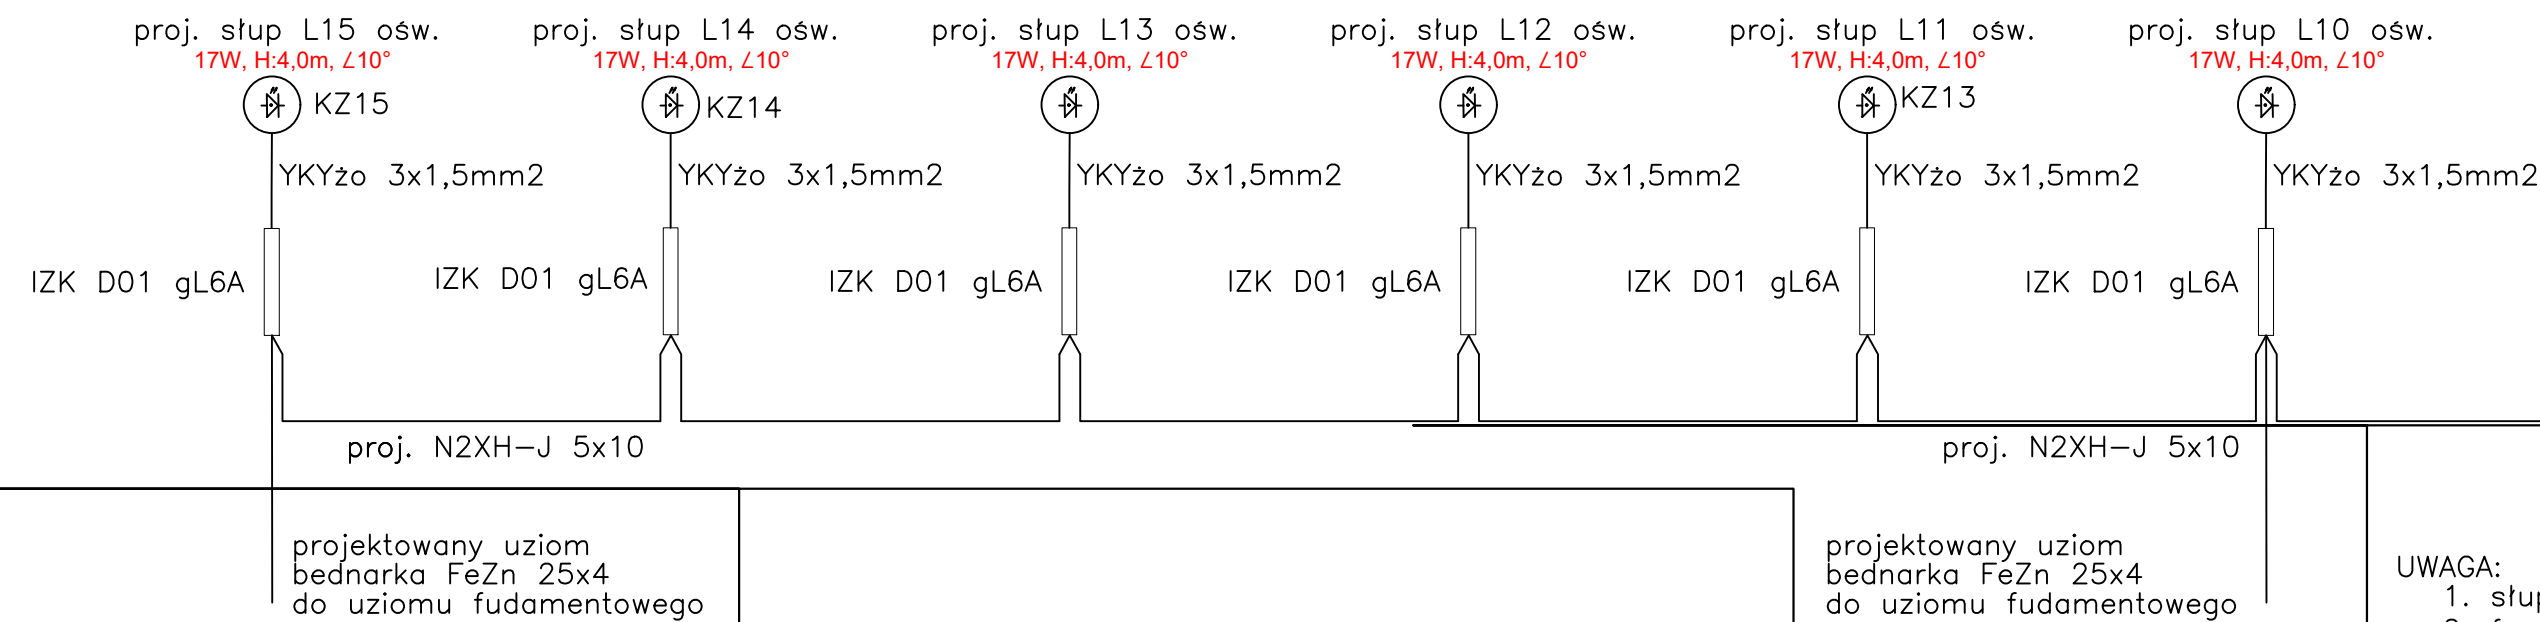 proj. słup L15 ośw.
17W, H:4,0m, ∠10°
KZ15
YKYżo 3x1,5mm2
IZK D01 gL6A
proj. słup L14 ośw.
17W, H:4,0m, ∠10°
KZ14
YKYżo 3x1,5mm2
IZK D01 gL6A
proj. słup L13 ośw.
17W, H:4,0m, ∠10°
YKYżo 3x1,5mm2
IZK D01 gL6A
proj. słup L12 ośw.
17W, H:4,0m, ∠10°
YKYżo 3x1,5mm2
IZK D01 gL6A
proj. słup L11 ośw.
17W, H:4,0m, ∠10°
KZ13
YKYżo 3x1,5mm2
IZK D01 gL6A
proj. słup L10 ośw.
17W, H:4,0m, ∠10°
YKYżo 3x1,5mm2
IZK D01 gL6A
proj. N2XH-J 5x10
proj. N2XH-J 5x10
projektowany uziom
bednarka FeZn 25x4
do uziomu fudamentowego
projektowany uziom
bednarka FeZn 25x4
do uziomu fudamentowego
UWAGA:
1. słup